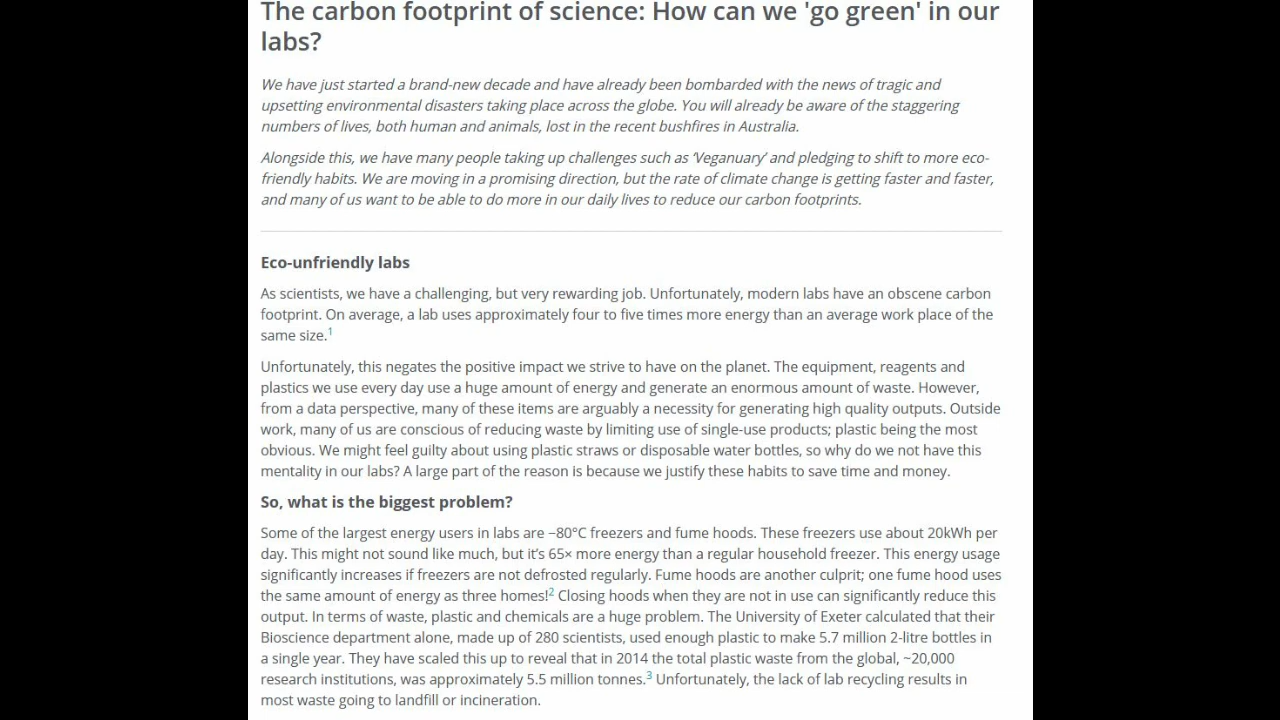 The carbon footprint of science: How can we 'go green' in our
labs?
We have just started a brand-new decade and have already been bombarded with the news of tragic and
upsetting environmental disasters taking place across the globe. You will already be aware of the staggering
numbers of lives, both human and animals, lost in the recent bushfires in Australia.
Alongside this, we have many people taking up challenges such as ‘Veganuary’ and pledging to shift to more eco-
friendly habits. We are moving in a promising direction, but the rate of climate change is getting faster and faster,
and many of us want to be able to do more in our daily lives to reduce our carbon footprints.
Eco-unfriendly labs
As scientists, we have a challenging, but very rewarding job. Unfortunately, modern labs have an obscene carbon
footprint. On average, a lab uses approximately four to five times more energy than an average work place of the
same size.1
Unfortunately, this negates the positive impact we strive to have on the planet. The equipment, reagents and
plastics we use every day use a huge amount of energy and generate an enormous amount of waste. However,
from a data perspective, many of these items are arguably a necessity for generating high quality outputs. Outside
work, many of us are conscious of reducing waste by limiting use of single-use products; plastic being the most
obvious. We might feel guilty about using plastic straws or disposable water bottles, so why do we not have this
mentality in our labs? A large part of the reason is because we justify these habits to save time and money.
So, what is the biggest problem?
Some of the largest energy users in labs are −80°C freezers and fume hoods. These freezers use about 20kWh per
day. This might not sound like much, but it’s 65× more energy than a regular household freezer. This energy usage
significantly increases if freezers are not defrosted regularly. Fume hoods are another culprit; one fume hood uses
the same amount of energy as three homes!2 Closing hoods when they are not in use can significantly reduce this
output. In terms of waste, plastic and chemicals are a huge problem. The University of Exeter calculated that their
Bioscience department alone, made up of 280 scientists, used enough plastic to make 5.7 million 2-litre bottles in
a single year. They have scaled this up to reveal that in 2014 the total plastic waste from the global, ~20,000
research institutions, was approximately 5.5 million tonnes.3 Unfortunately, the lack of lab recycling results in
most waste going to landfill or incineration.